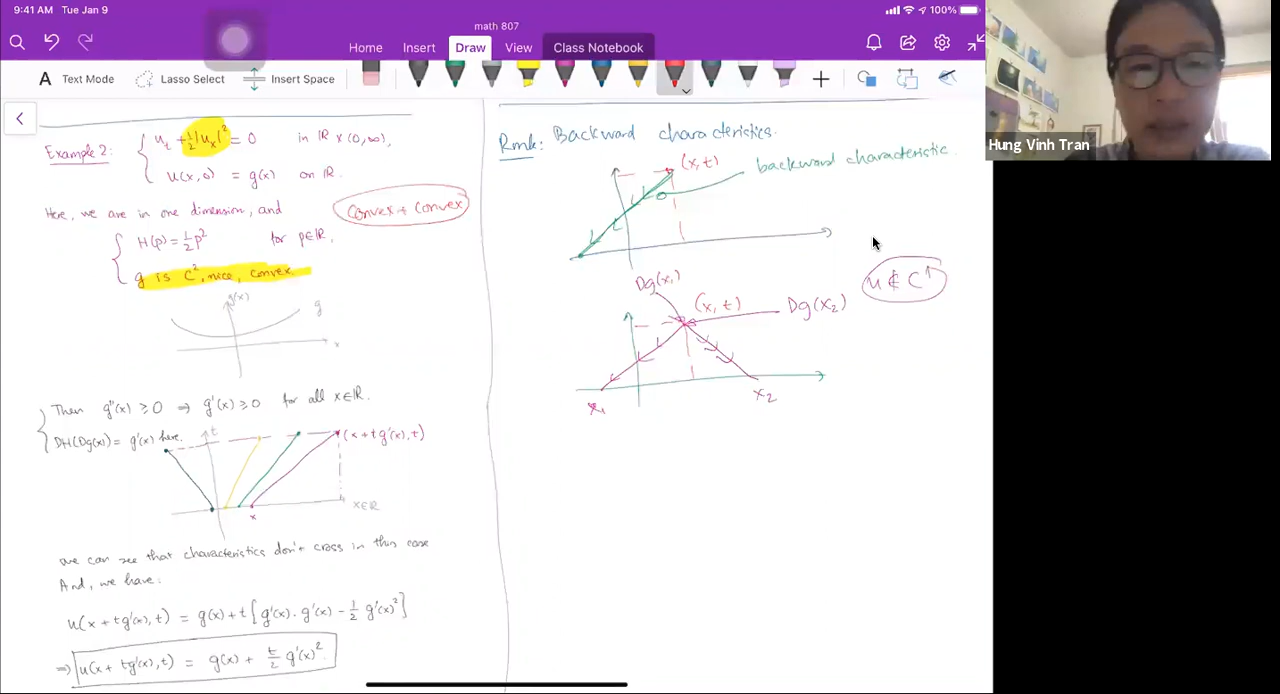 9:41 AM Tue Jan 9
100%
math 807
Home Insert Draw View Class Notebook
A Text Mode Lasso Select Insert Space
Hung Vinh Tran
Example 2: { u_t + ½|u_x|² = 0 in ℝ × (0,∞),
u(x,0) = g(x) on ℝ.
Here, we are in one dimension, and
Convex + Convex
{ H(p) = ½p² for p∈ℝ,
g is C², nice, convex
g(x)
g
x
Then g''(x) ≥ 0 ⇒ g'(x) ≥ 0 for all x∈ℝ.
DH(Dg(x)) = g'(x) here.
t
(x+tg'(x),t)
x∈ℝ
x
we can see that characteristics don't cross in this case
And, we have:
u(x+tg'(x),t) = g(x)+t[g'(x)·g'(x) − ½ g'(x)²]
⇒ u(x+tg'(x),t) = g(x) + t/2 g'(x)².
Rmk: Backward characteristics.
(x,t)
backward characteristic.
Dg(x₁)
(x,t)
Dg(x₂)
u ∉ C¹
x₁
x₂